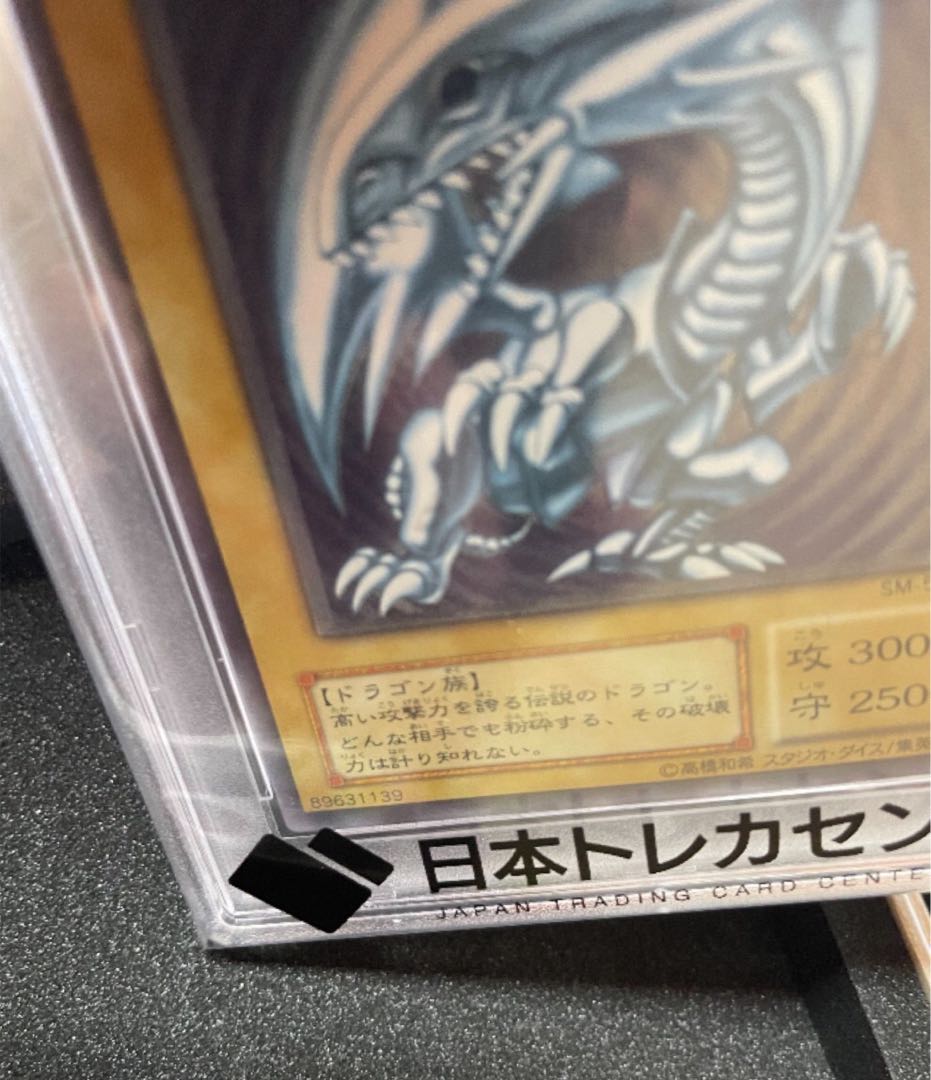 SM-5
攻 300
守 250
【ドラゴン族】
高い攻撃力を誇る伝説のドラゴン。
どんな相手でも粉砕する、その破壊
力は計り知れない。
89631139
©高橋和希 スタジオ・ダイス/集英
日本トレカセン
JAPAN TRADING CARD CENTE